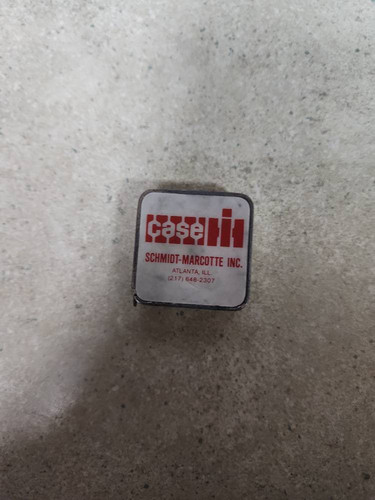 case IH
SCHMIDT-MARCOTTE INC.
ATLANTA, ILL.
(217) 648-2307